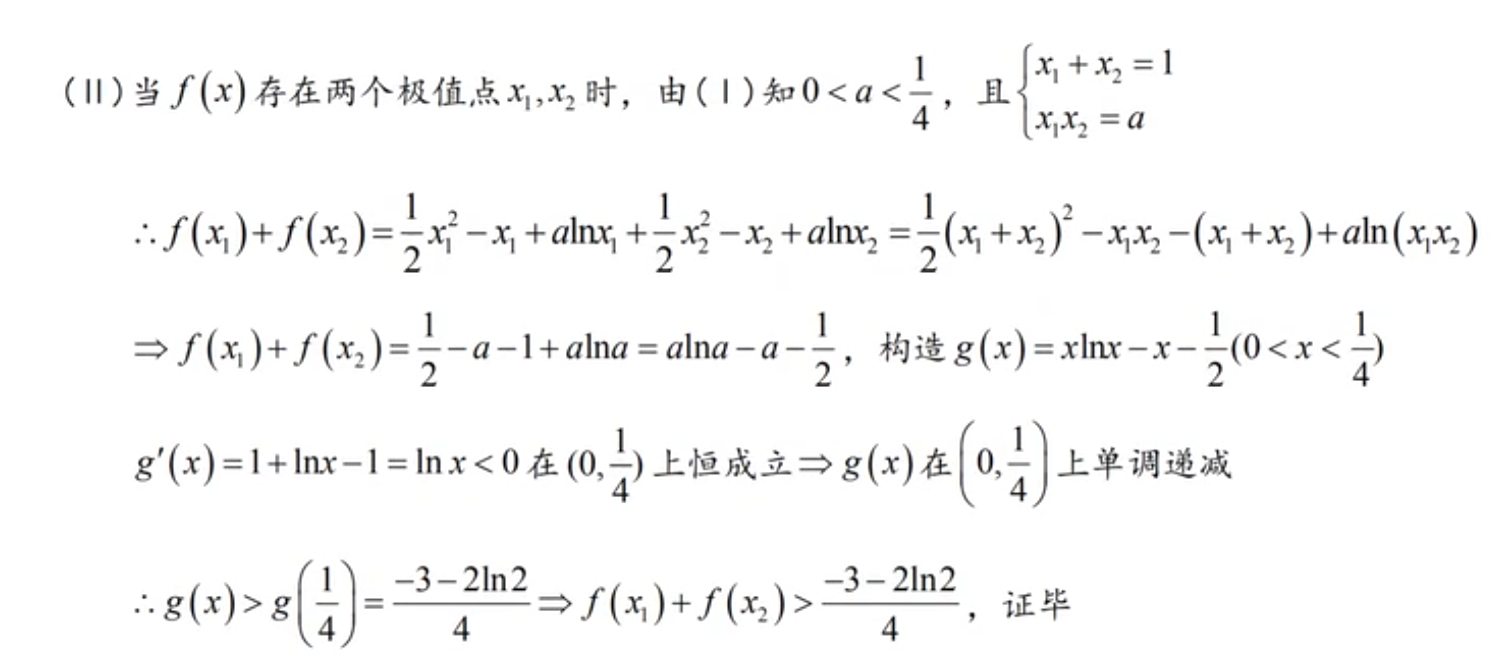 (Ⅱ)当 f(x) 存在两个极值点 x₁,x₂ 时，由(Ⅰ)知 0<a<1/4，且{x₁+x₂=1 x₁x₂=a
∴f(x₁)+f(x₂)=1/2x₁²−x₁+alnx₁+1/2x₂²−x₂+alnx₂=1/2(x₁+x₂)²−x₁x₂−(x₁+x₂)+aln(x₁x₂)
⇒f(x₁)+f(x₂)=1/2−a−1+alna=alna−a−1/2，构造 g(x)=xlnx−x−1/2(0<x<1/4)
g′(x)=1+lnx−1=lnx<0 在 (0,1/4) 上恒成立⇒g(x) 在 (0,1/4) 上单调递减
∴g(x)>g(1/4)=(−3−2ln2)/4⇒f(x₁)+f(x₂)>(−3−2ln2)/4，证毕